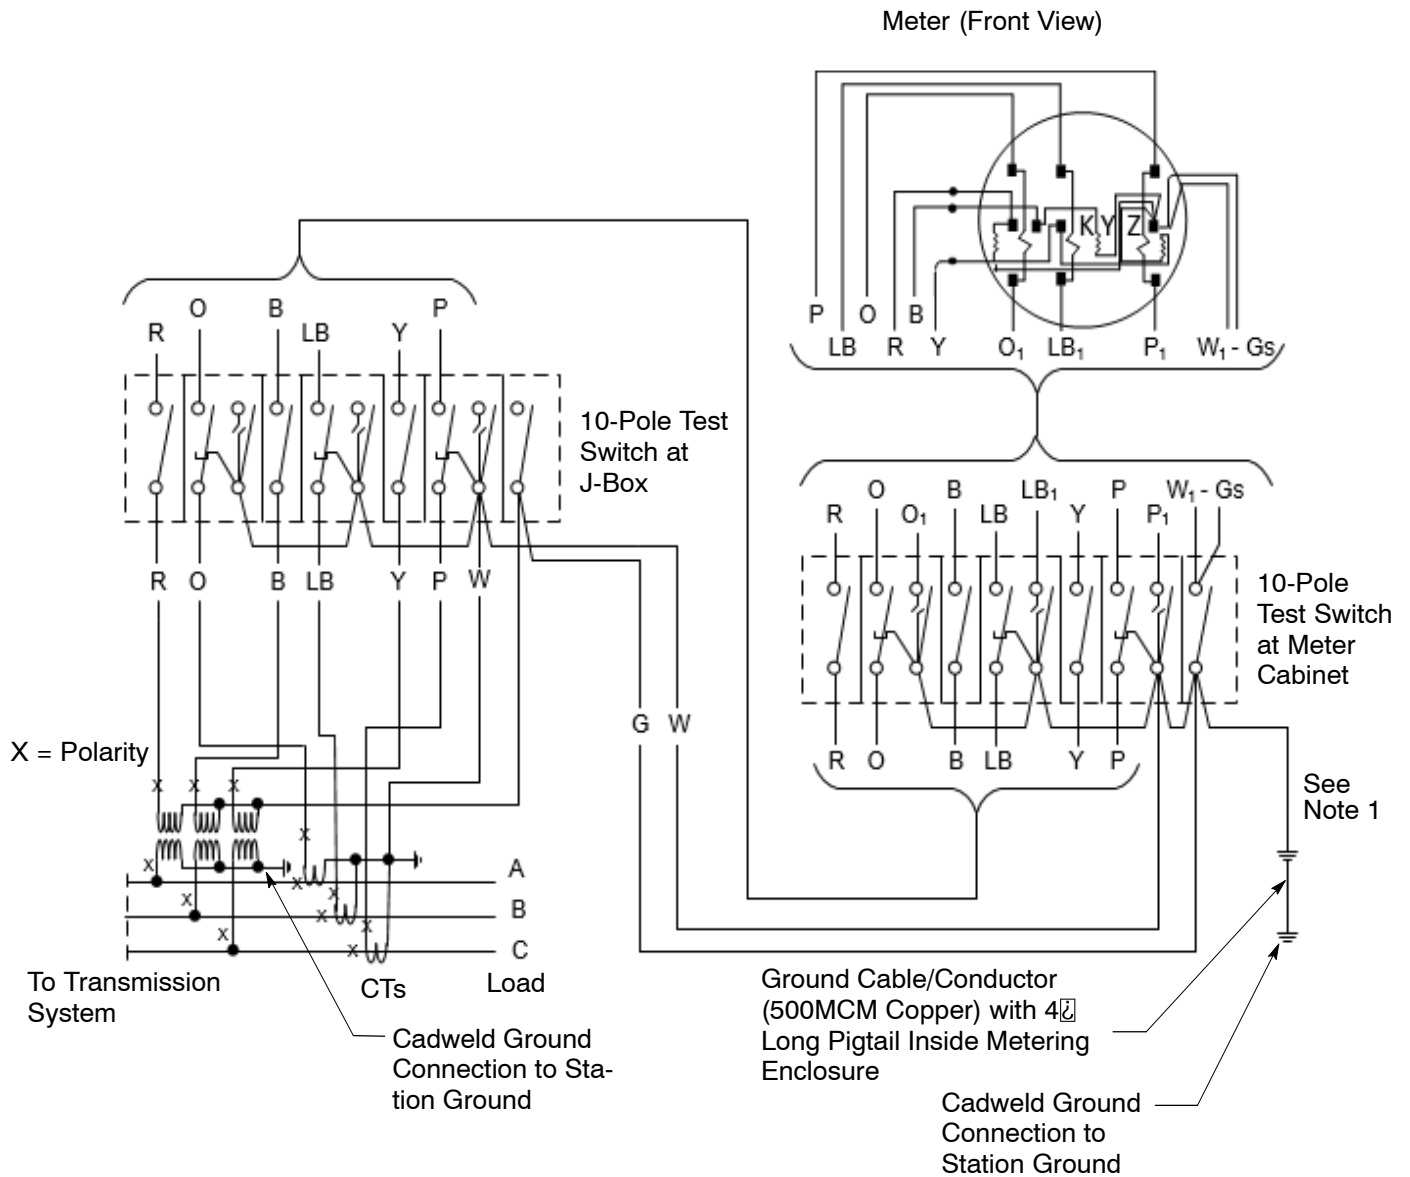 Meter (Front View)
K Y Z
P O B
LB R Y O₁ LB₁ P₁ W₁ - Gs
O B P
R LB Y
10-Pole Test
Switch at
J-Box
R O B LB Y P W
O B LB₁ P W₁ - Gs
R O₁ LB Y P₁
10-Pole
Test Switch
at Meter
Cabinet
G W
R O B LB Y P
X = Polarity
x x x
x
x
x
x
x
x
x
x
x
x
See
Note 1
A
B
C
To Transmission
System
CTs
Load
Cadweld Ground
Connection to Sta-
tion Ground
Ground Cable/Conductor
(500MCM Copper) with 4
Long Pigtail Inside Metering
Enclosure
Cadweld Ground
Connection to
Station Ground